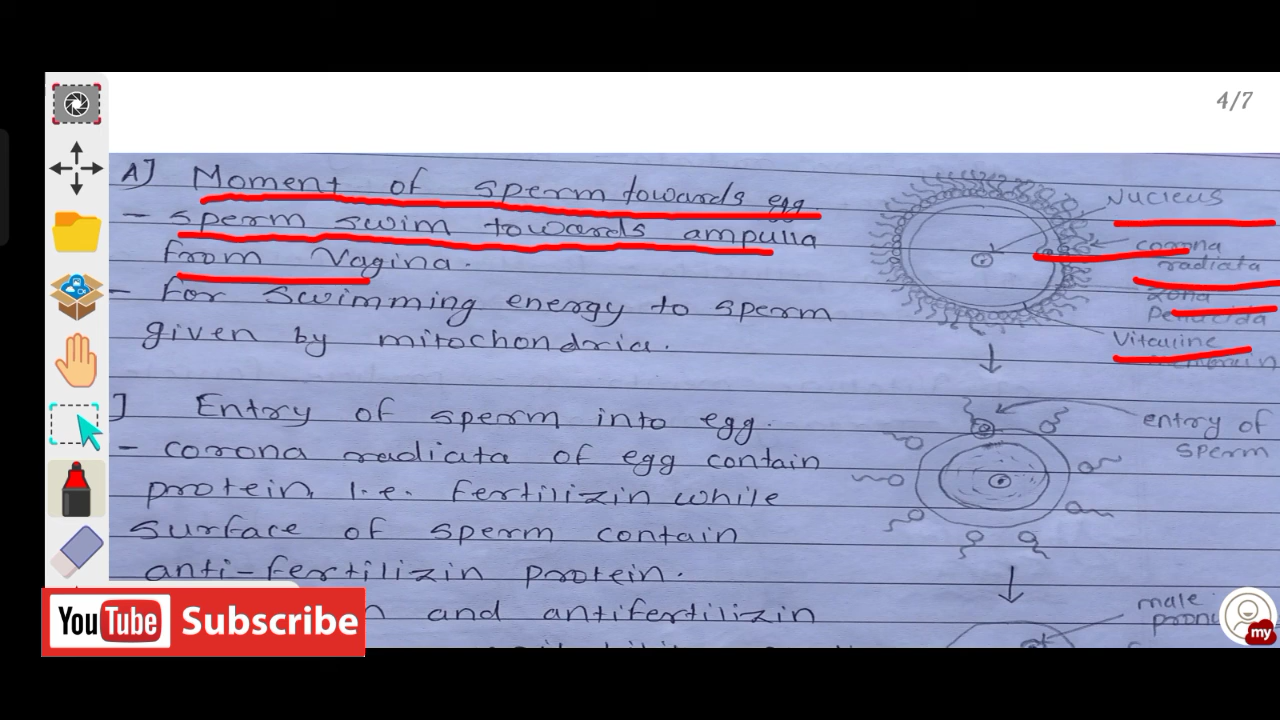 4/7
A] Moment of sperm towards egg.
- sperm swim towards ampulla
from Vagina.
- For swimming energy to sperm
given by mitochondria.
] Entry of sperm into egg.
- corona radiata of egg contain
protein i.e. fertilizin while
surface of sperm contain
anti-fertilizin protein.
and antifertilizin
Nucleus
corona
radiata
zona
Vitalline
entry of
sperm
male
YouTube Subscribe
my